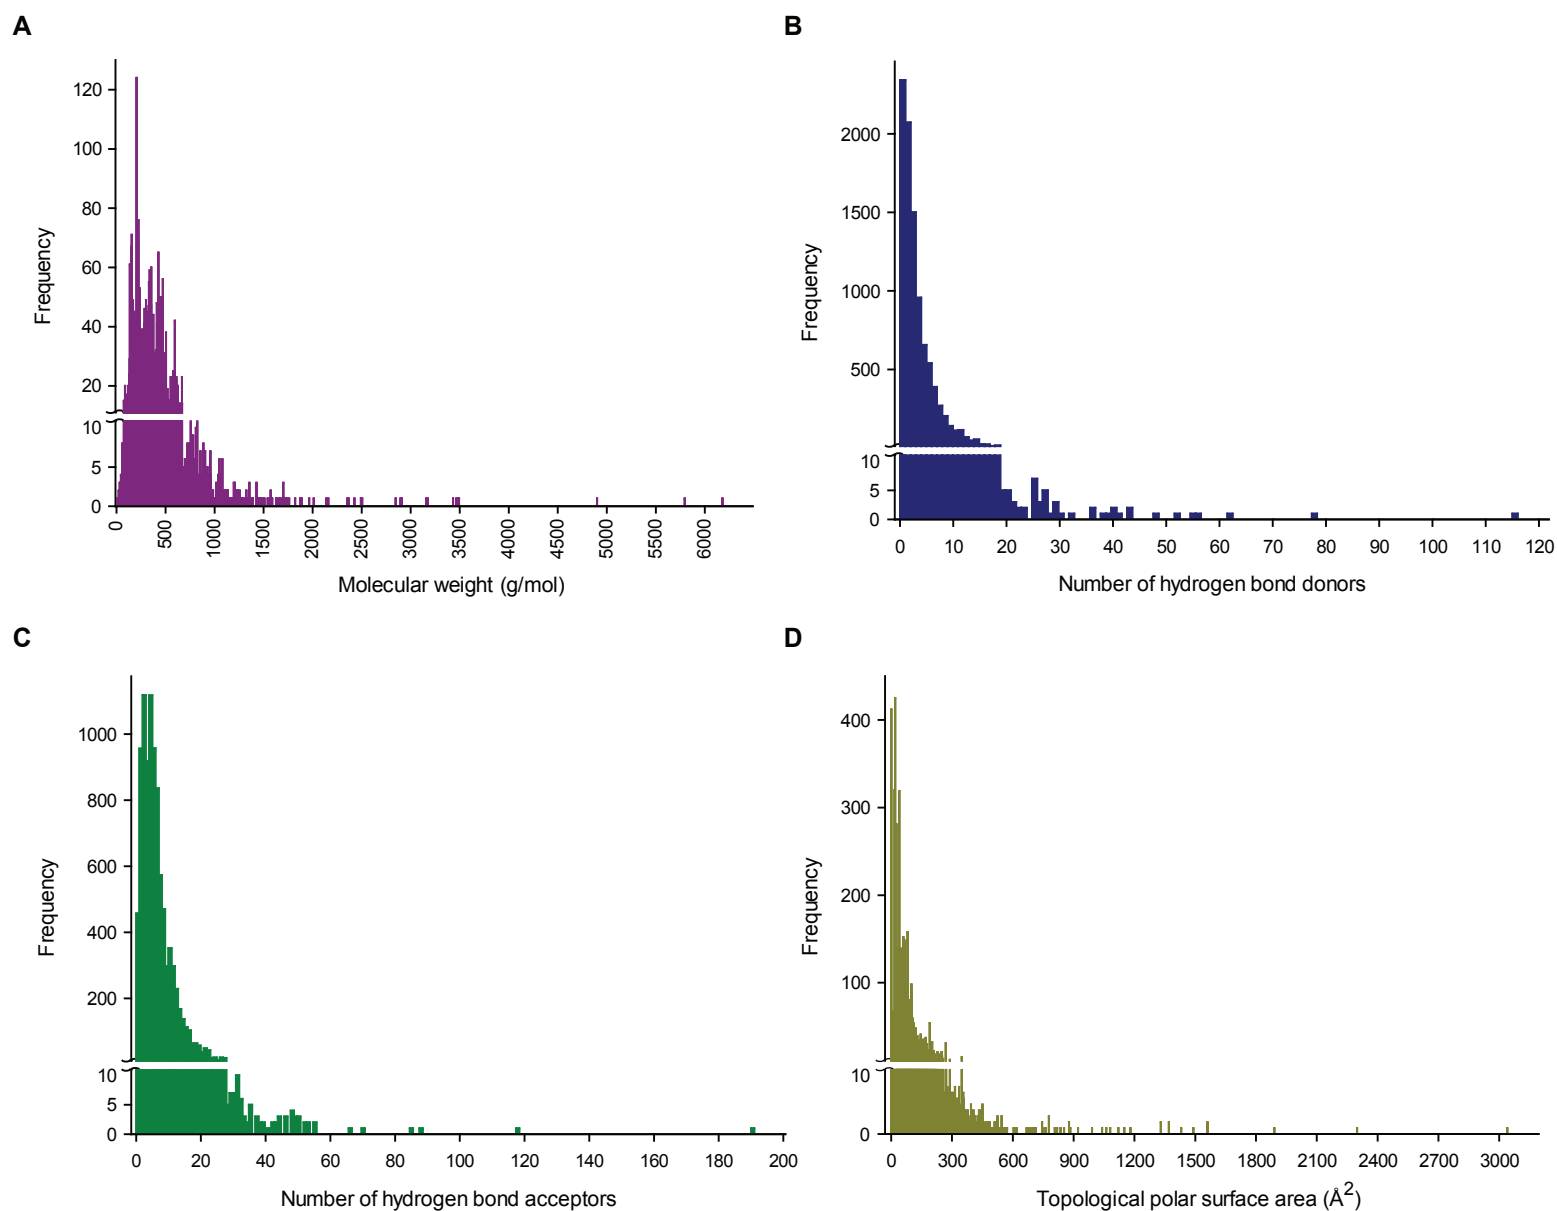 A
120
100
80
60
40
20
10
5
0
Frequency
0 500 1000 1500 2000 2500 3000 3500 4000 4500 5000 5500 6000
Molecular weight (g/mol)
B
2000
1500
1000
500
10
5
0
Frequency
0 10 20 30 40 50 60 70 80 90 100 110 120
Number of hydrogen bond donors
C
1000
800
600
400
200
10
5
0
Frequency
0 20 40 60 80 100 120 140 160 180 200
Number of hydrogen bond acceptors
D
400
300
200
100
10
0
Frequency
0 300 600 900 1200 1500 1800 2100 2400 2700 3000
Topological polar surface area (Å²)